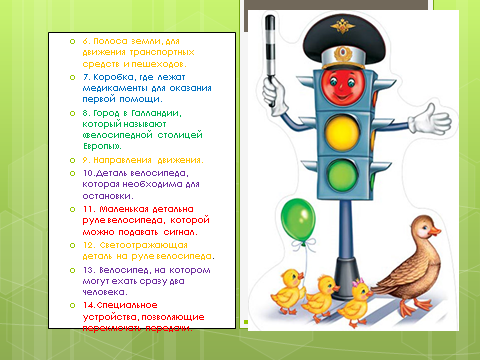 6. Полоса земли, для
движения транспортных
средств и пешеходов.
7. Коробка, где лежат
медикаменты для оказания
первой помощи.
8. Город в Галландии,
который называют
«велосипедной столицей
Европы».
9. Направления движения.
10.Деталь велосипеда,
которая необходима для
остановки.
11. Маленькая деталь на
руле велосипеда, которой
можно подавать сигнал.
12. Светоотражающая
деталь на руле велосипеда.
13. Велосипед, на котором
могут ехать сразу два
человека.
14.Специальное
устройства, позволяющие
переключать передачи.